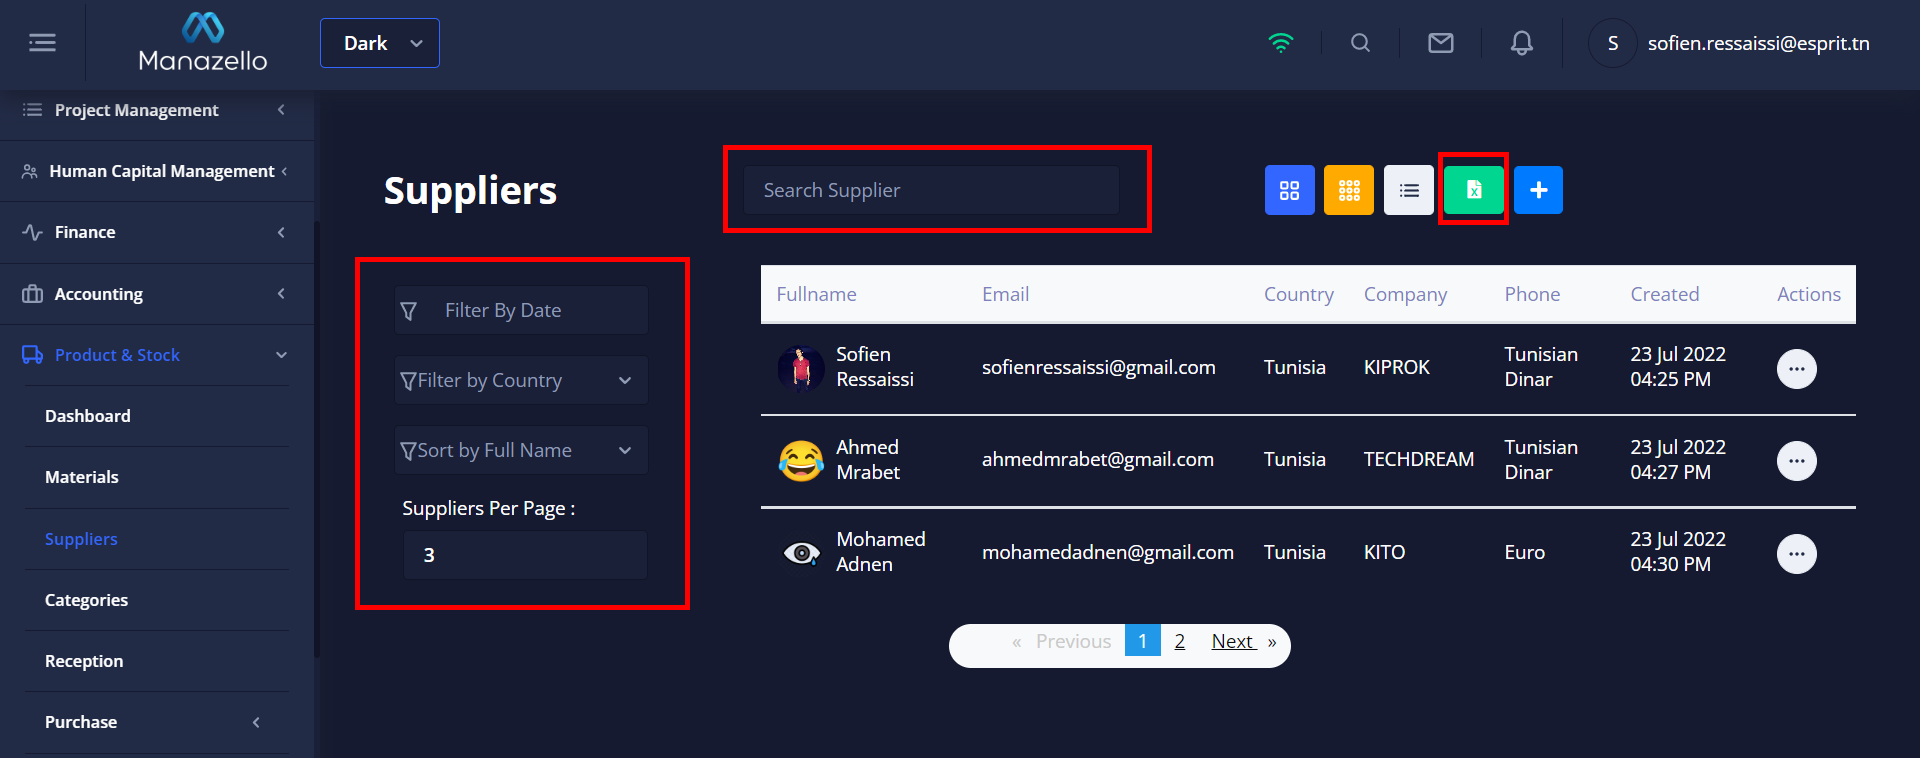 Manazello
Dark
S
sofien.ressaissi@esprit.tn
Project Management
Human Capital Management
Finance
Accounting
Product & Stock
Dashboard
Materials
Suppliers
Categories
Reception
Purchase
Suppliers
Search Supplier
X
Filter By Date
Filter by Country
Sort by Full Name
Suppliers Per Page :
3
Fullname Email Country Company Phone Created Actions
Sofien Tunisian 23 Jul 2022
Ressaissi sofienressaissi@gmail.com Tunisia KIPROK Dinar 04:25 PM
Ahmed Tunisian 23 Jul 2022
Mrabet ahmedmrabet@gmail.com Tunisia TECHDREAM Dinar 04:27 PM
Mohamed 23 Jul 2022
Adnen mohamedadnen@gmail.com Tunisia KITO Euro 04:30 PM
« Previous 1 2 Next »